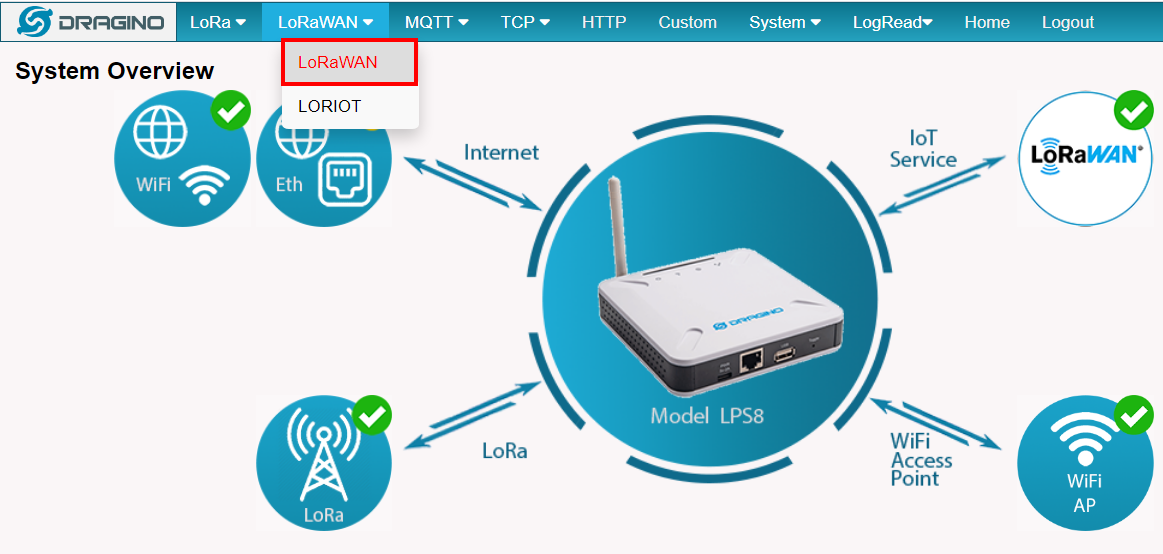 DRAGINO
LoRa
LoRaWAN
MQTT
TCP
HTTP
Custom
System
LogRead
Home
Logout
LoRaWAN
LORIOT
System Overview
WiFi
Eth
Internet
IoT
Service
LoRaWAN®
DRAGINO
Model LPS8
LoRa
LoRa
WiFi
Access
Point
WiFi
AP